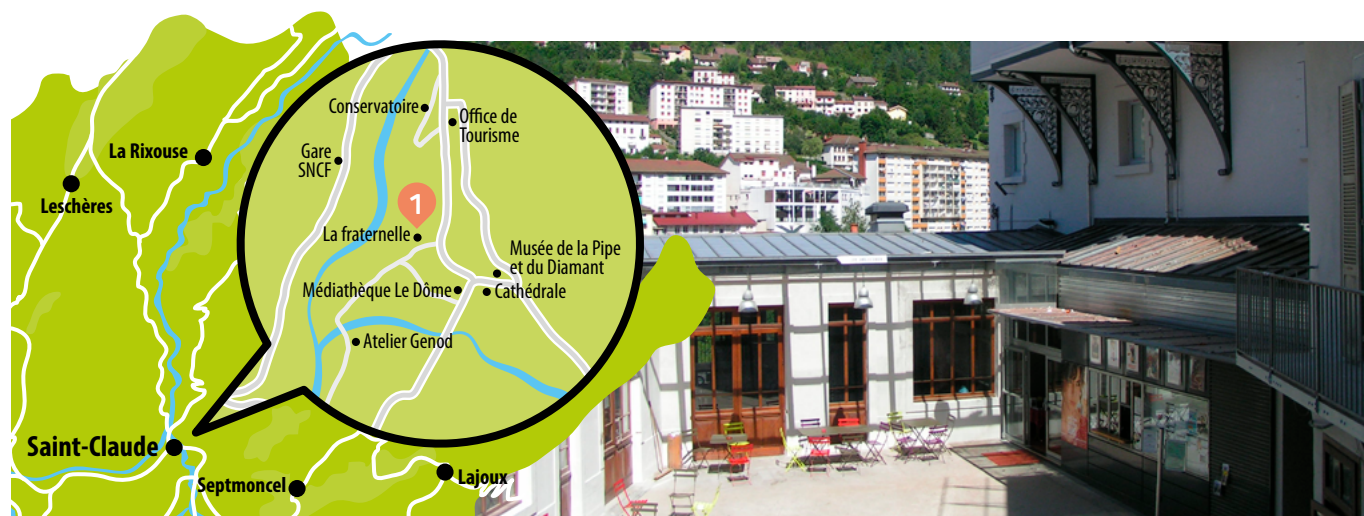 Conservatoire
Office de
Tourisme
Gare
SNCF
La Rixouse
Leschères
1
La fraternelle
Musée de la Pipe
et du Diamant
Médiathèque Le Dôme
Cathédrale
Atelier Genod
Saint-Claude
Septmoncel
Lajoux